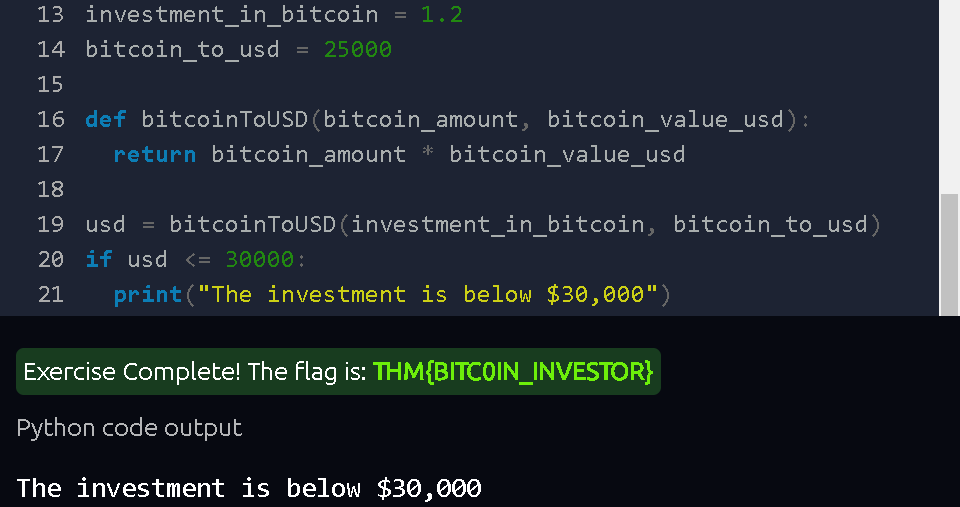 13 investment_in_bitcoin = 1.2
14 bitcoin_to_usd = 25000
15
16 def bitcoinToUSD(bitcoin_amount, bitcoin_value_usd):
17   return bitcoin_amount * bitcoin_value_usd
18
19 usd = bitcoinToUSD(investment_in_bitcoin, bitcoin_to_usd)
20 if usd <= 30000:
21   print("The investment is below $30,000")
Exercise Complete! The flag is: THM{BITC0IN_INVESTOR}
Python code output
The investment is below $30,000